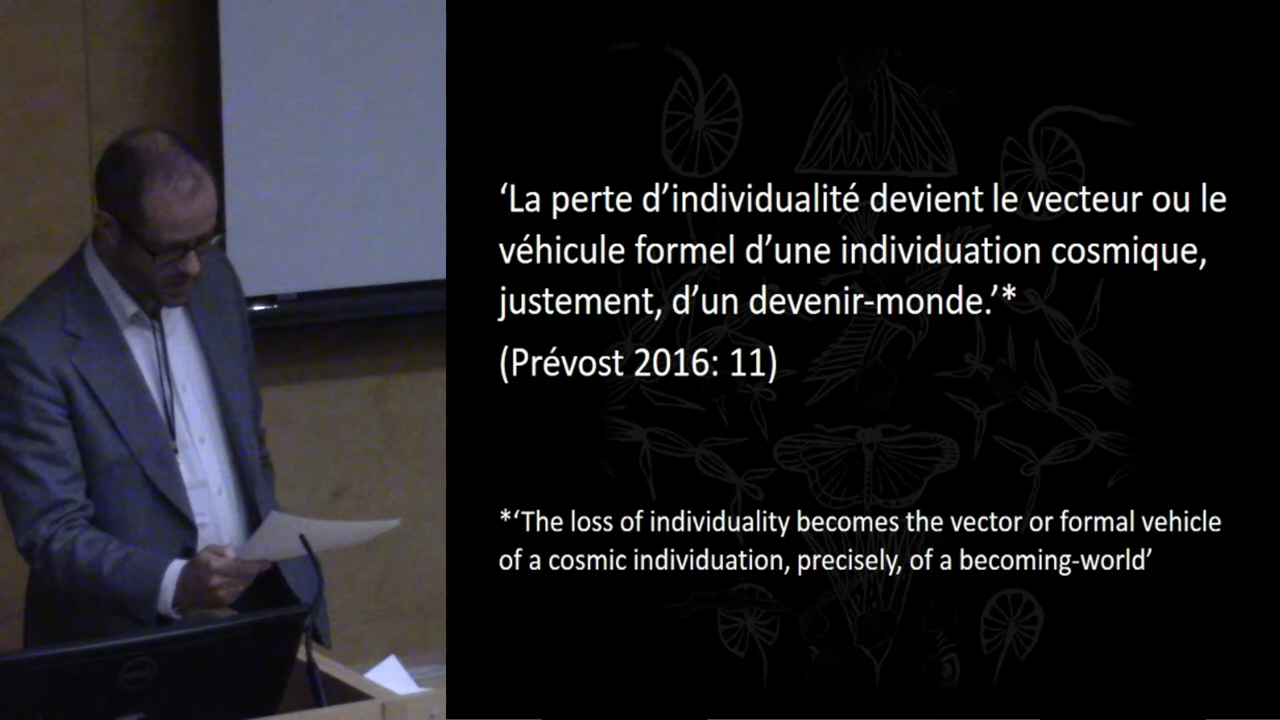 ‘La perte d’individualité devient le vecteur ou le
véhicule formel d’une individuation cosmique,
justement, d’un devenir-monde.’*
(Prévost 2016: 11)
*‘The loss of individuality becomes the vector or formal vehicle
of a cosmic individuation, precisely, of a becoming-world’